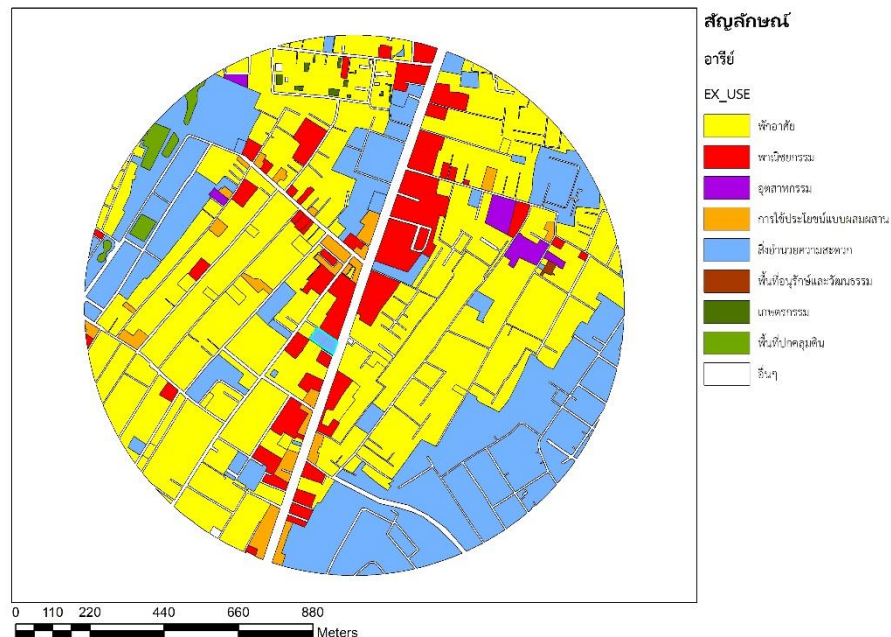 สัญลักษณ์
อารีย์
EX_USE
พักอาศัย
พาณิชยกรรม
อุตสาหกรรม
การใช้ประโยชน์แบบผสมผสาน
สิ่งอำนวยความสะดวก
พื้นที่อนุรักษ์และวัฒนธรรม
เกษตรกรรม
พื้นที่ปกคลุมดิน
อื่นๆ
0 110 220 440 660 880
Meters